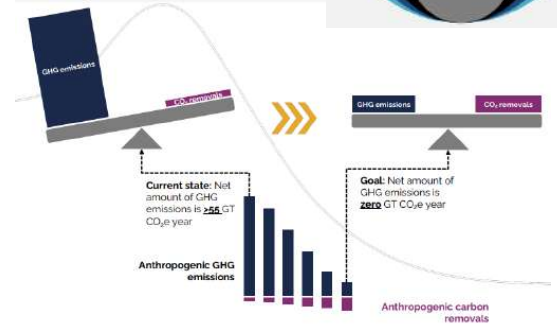 GHG emissions
CO₂ removals
GHG emissions
CO₂ removals
Current state: Net
amount of GHG
emissions is >55 GT
CO₂e year
Goal: Net amount of
GHG emissions is
zero GT CO₂e year
Anthropogenic GHG
emissions
Anthropogenic carbon
removals